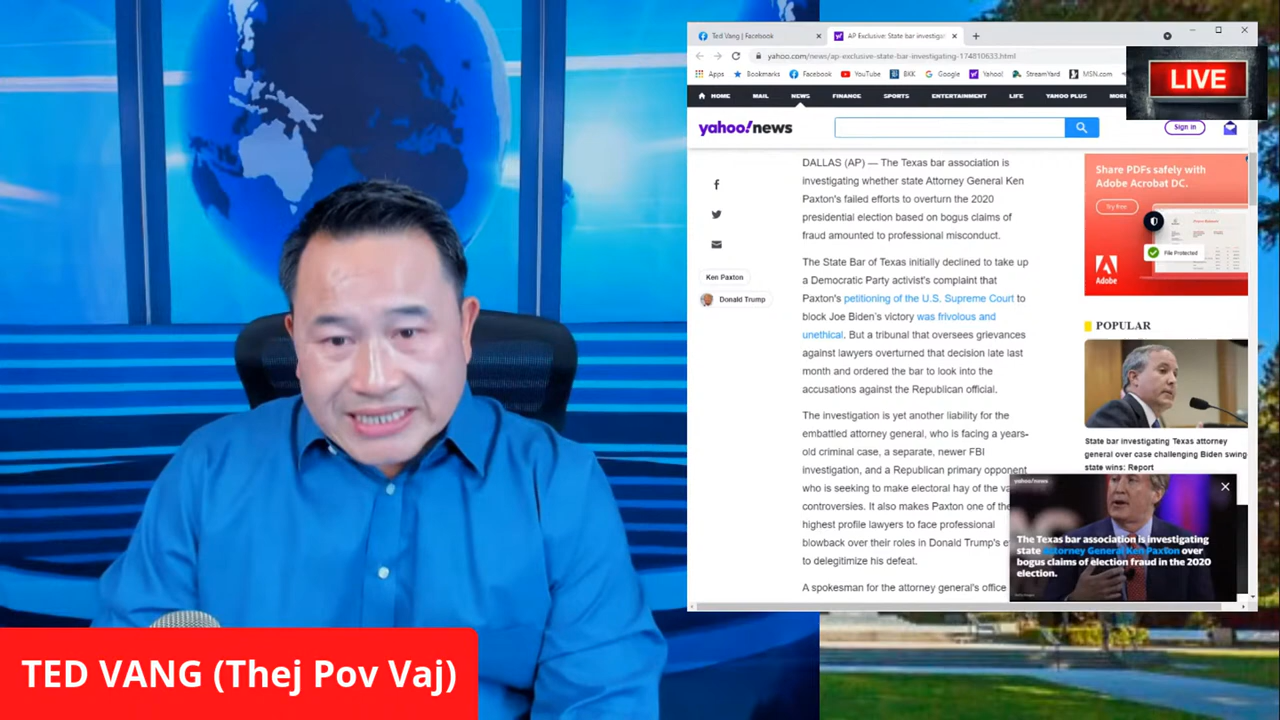 Ted Vang | Facebook
AP Exclusive: State bar investigat
yahoo.com/news/ap-exclusive-state-bar-investigating-174810633.html
Apps Bookmarks Facebook YouTube BKK Google Yahoo! StreamYard MSN.com
LIVE
HOME MAIL NEWS FINANCE SPORTS ENTERTAINMENT LIFE YAHOO PLUS MORE
yahoo!news
Sign in
DALLAS (AP) — The Texas bar association is
investigating whether state Attorney General Ken
Paxton's failed efforts to overturn the 2020
presidential election based on bogus claims of
fraud amounted to professional misconduct.
The State Bar of Texas initially declined to take up
a Democratic Party activist's complaint that
Paxton's petitioning of the U.S. Supreme Court to
block Joe Biden's victory was frivolous and
unethical. But a tribunal that oversees grievances
against lawyers overturned that decision late last
month and ordered the bar to look into the
accusations against the Republican official.
The investigation is yet another liability for the
embattled attorney general, who is facing a years-
old criminal case, a separate, newer FBI
investigation, and a Republican primary opponent
who is seeking to make electoral hay of the va
controversies. It also makes Paxton one of the
highest profile lawyers to face professional
blowback over their roles in Donald Trump's e
to delegitimize his defeat.
A spokesman for the attorney general's office
Ken Paxton
Donald Trump
Share PDFs safely with
Adobe Acrobat DC.
Try free
File Protected
Adobe
POPULAR
State bar investigating Texas attorney
general over case challenging Biden swing-
state wins: Report
yahoo/news
The Texas bar association is investigating
state Attorney General Ken Paxton over
bogus claims of election fraud in the 2020
election.
TED VANG (Thej Pov Vaj)